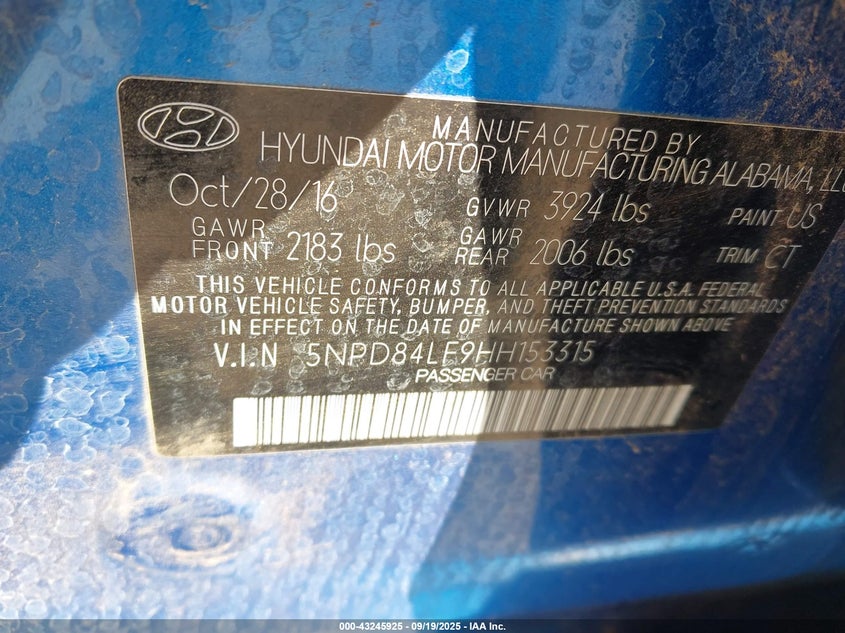 MANUFACTURED BY
HYUNDAI MOTOR MANUFACTURING ALABAMA, LLC
Oct/28/16 GVWR 3924 lbs PAINT US
GAWR FRONT 2183 lbs GAWR REAR 2006 lbs TRIM CT
THIS VEHICLE CONFORMS TO ALL APPLICABLE U.S.A. FEDERAL
MOTOR VEHICLE SAFETY, BUMPER, AND THEFT PREVENTION STANDARDS
IN EFFECT ON THE DATE OF MANUFACTURE SHOWN ABOVE
V.I.N 5NPD84LF9HH153315
PASSENGER CAR
000-43245925 - 09/19/2025 - IAA Inc.